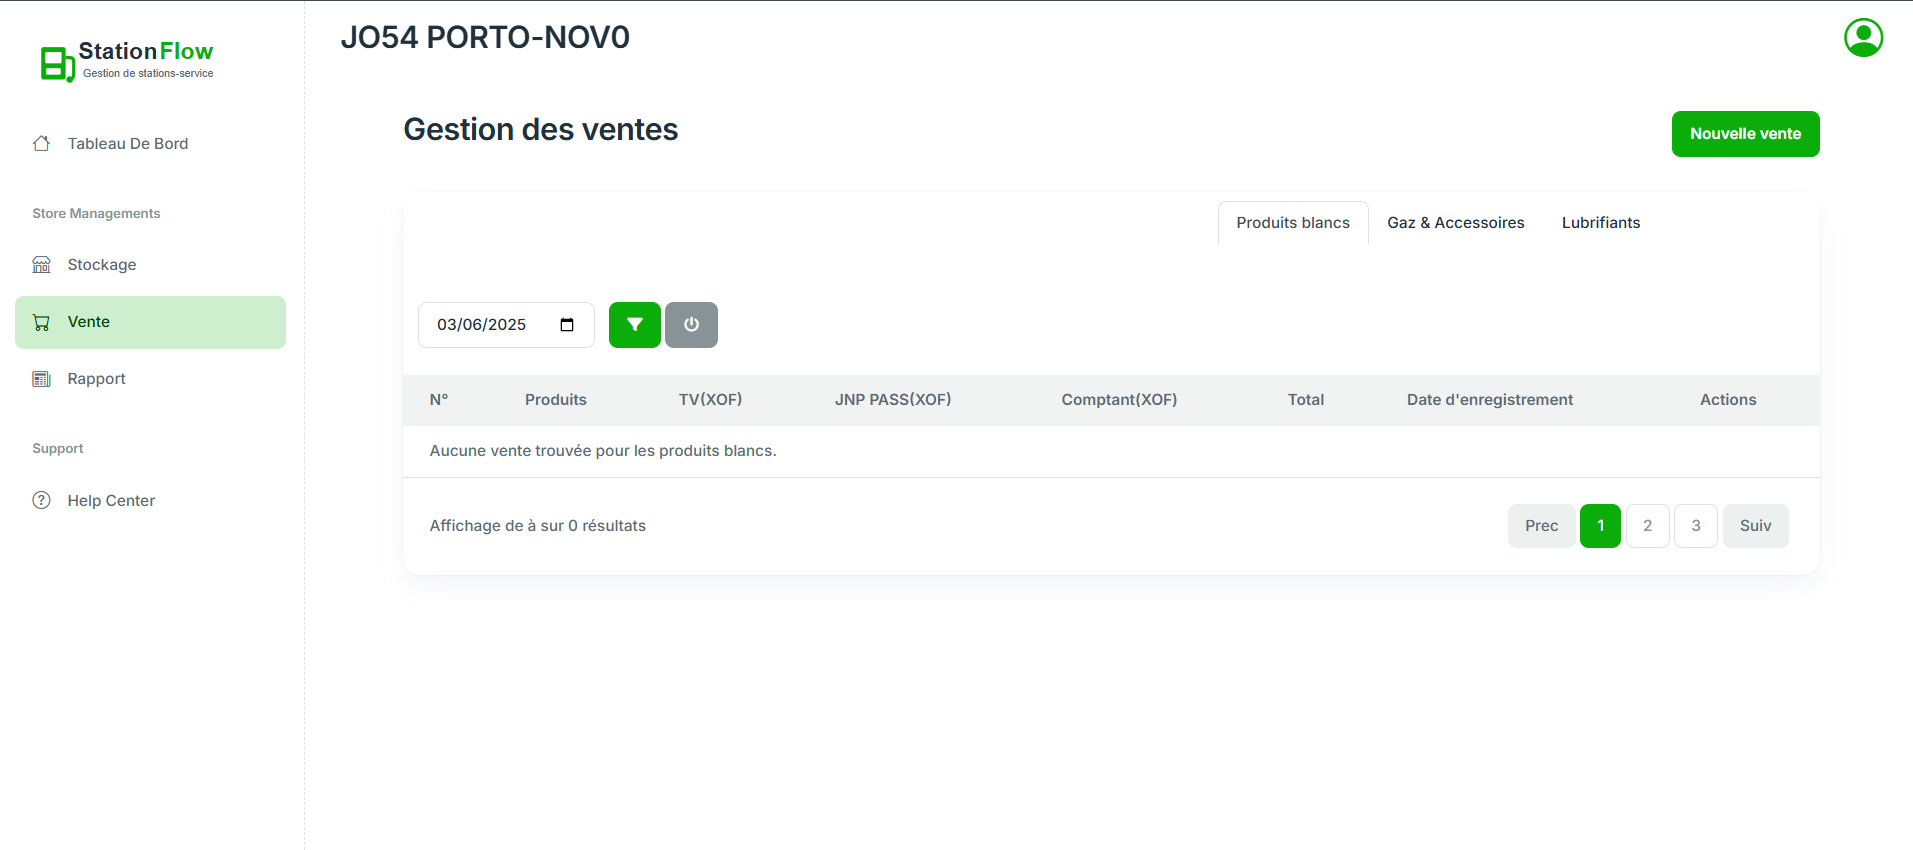 StationFlow
Gestion de stations-service
JO54 PORTO-NOV0
Tableau De Bord
Store Managements
Stockage
Vente
Rapport
Support
Help Center
Gestion des ventes
Nouvelle vente
Produits blancs Gaz & Accessoires Lubrifiants
03/06/2025
N° Produits TV(XOF) JNP PASS(XOF) Comptant(XOF) Total Date d'enregistrement Actions
Aucune vente trouvée pour les produits blancs.
Affichage de à sur 0 résultats
Prec 1 2 3 Suiv